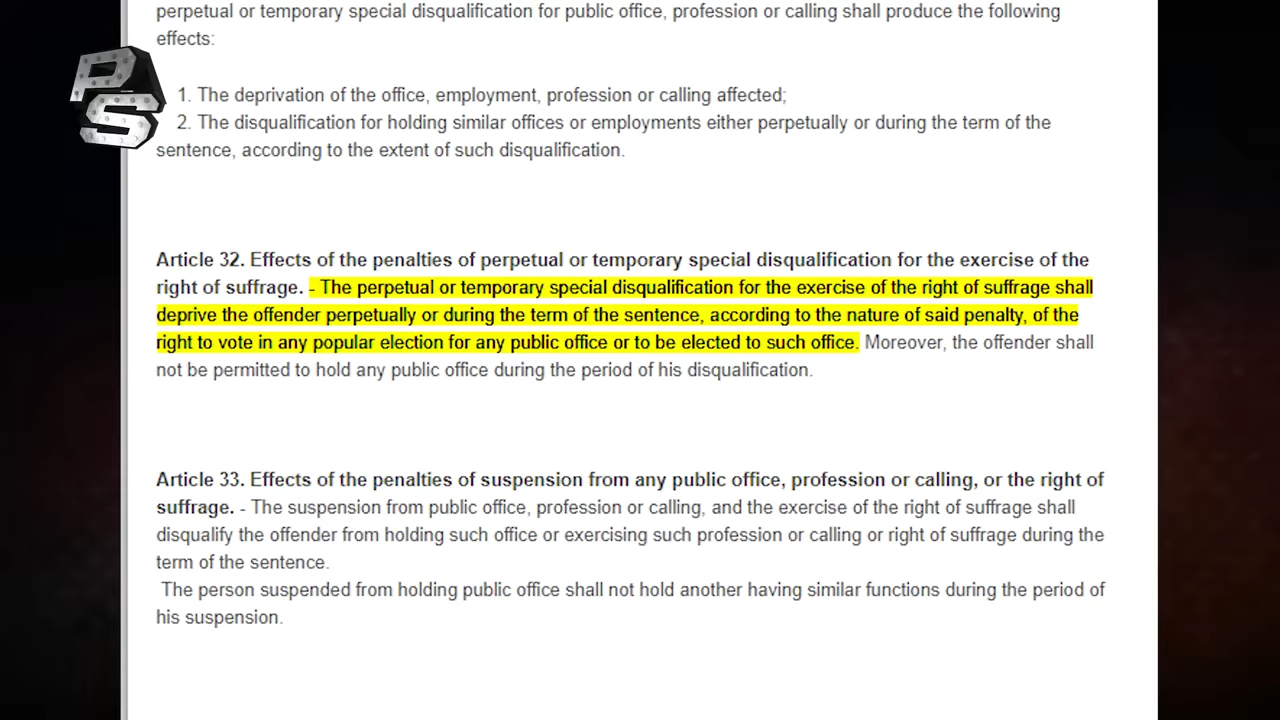 perpetual or temporary special disqualification for public office, profession or calling shall produce the following
effects:
PS
1. The deprivation of the office, employment, profession or calling affected;
2. The disqualification for holding similar offices or employments either perpetually or during the term of the
sentence, according to the extent of such disqualification.
Article 32. Effects of the penalties of perpetual or temporary special disqualification for the exercise of the
right of suffrage. - The perpetual or temporary special disqualification for the exercise of the right of suffrage shall
deprive the offender perpetually or during the term of the sentence, according to the nature of said penalty, of the
right to vote in any popular election for any public office or to be elected to such office. Moreover, the offender shall
not be permitted to hold any public office during the period of his disqualification.
Article 33. Effects of the penalties of suspension from any public office, profession or calling, or the right of
suffrage. - The suspension from public office, profession or calling, and the exercise of the right of suffrage shall
disqualify the offender from holding such office or exercising such profession or calling or right of suffrage during the
term of the sentence.
The person suspended from holding public office shall not hold another having similar functions during the period of
his suspension.